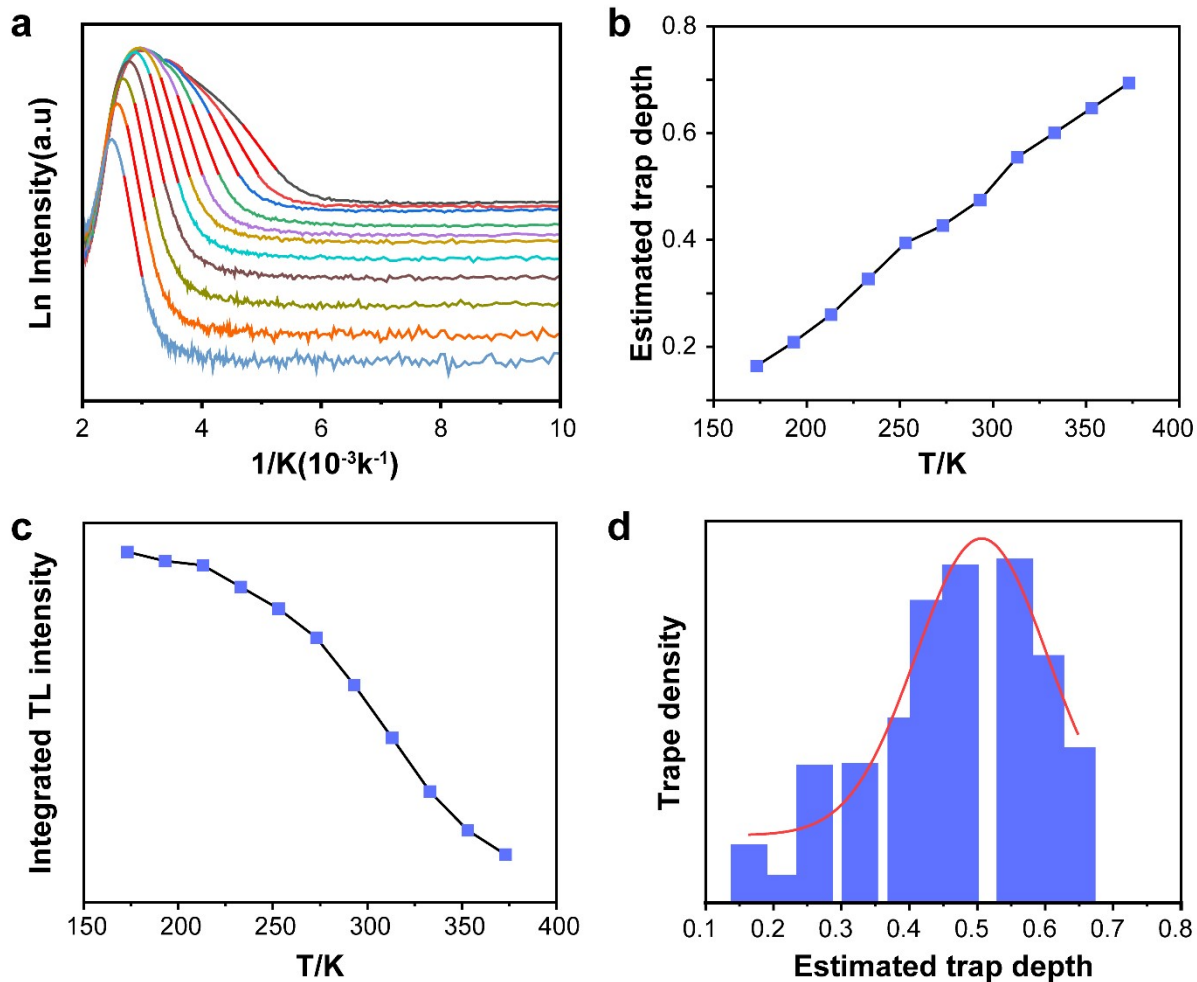 a
Ln Intensity(a.u)
2 4 6 8 10
1/K(10⁻³k⁻¹)
b
Estimated trap depth
0.8
0.6
0.4
0.2
150 200 250 300 350 400
T/K
c
Integrated TL intensity
150 200 250 300 350 400
T/K
d
Trape density
0.1 0.2 0.3 0.4 0.5 0.6 0.7 0.8
Estimated trap depth